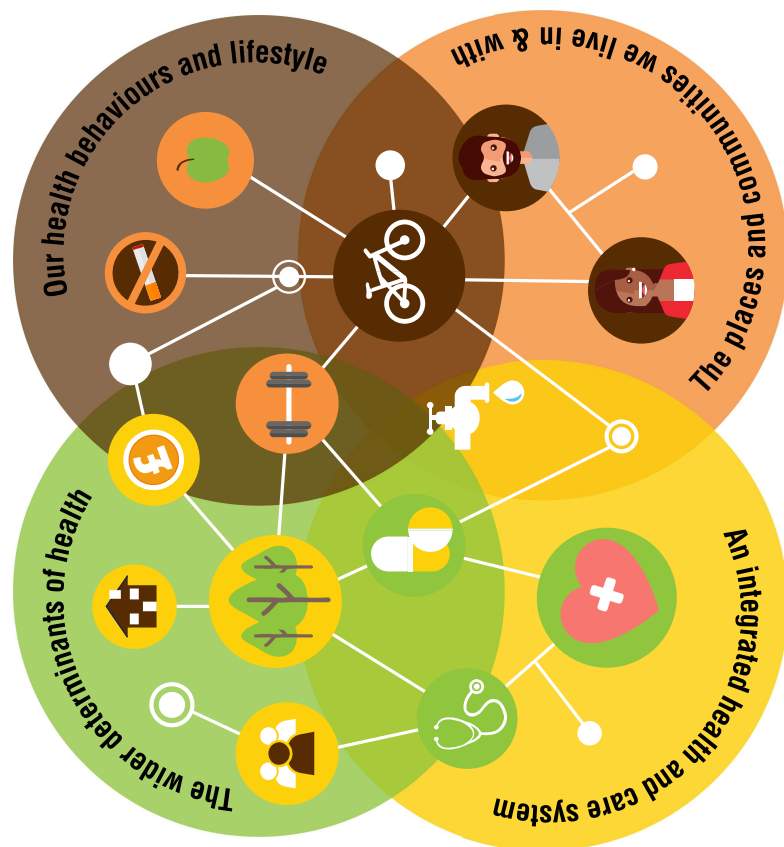 Our health behaviours and lifestyle
The places and communities we live in & with
The wider determinants of health
An integrated health and care system
£